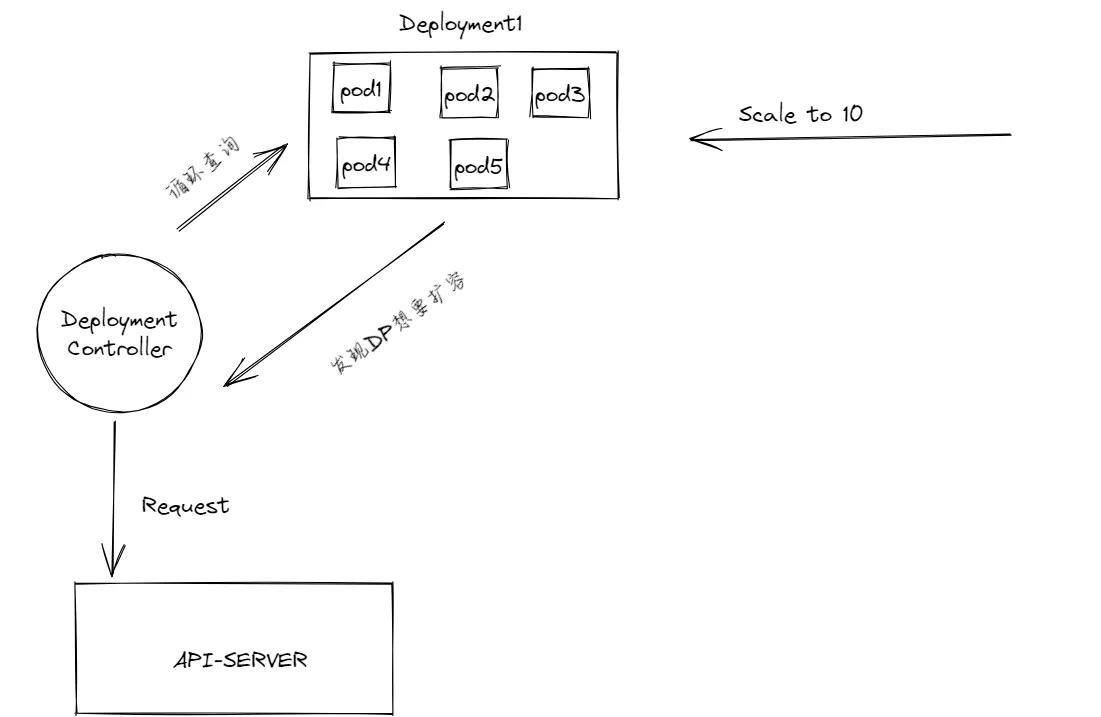 Deployment1
pod1
pod2
pod3
Scale to 10
pod4
pod5
循环查询
发现DP想要扩容
Deployment
Controller
Request
API-SERVER